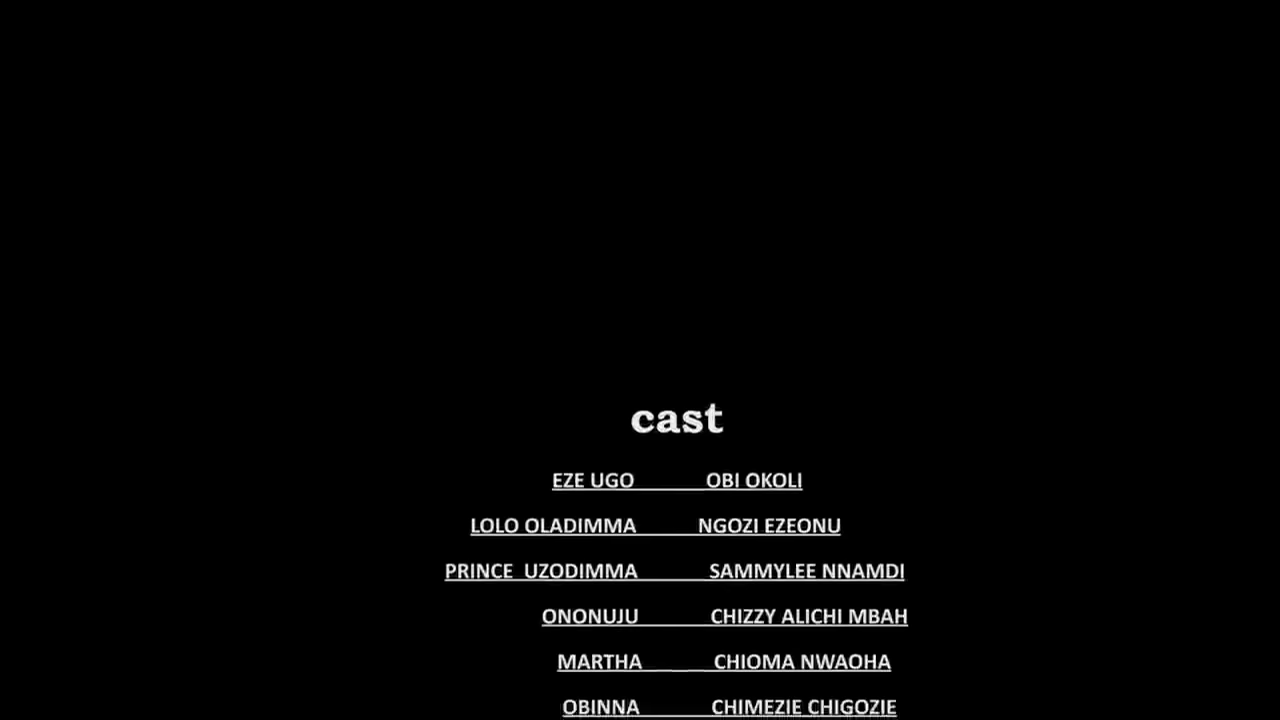 cast
EZE UGO OBI OKOLI
LOLO OLADIMMA NGOZI EZEONU
PRINCE UZODIMMA SAMMYLEE NNAMDI
ONONUJU CHIZZY ALICHI MBAH
MARTHA CHIOMA NWAOHA
OBINNA CHIMEZIE CHIGOZIE